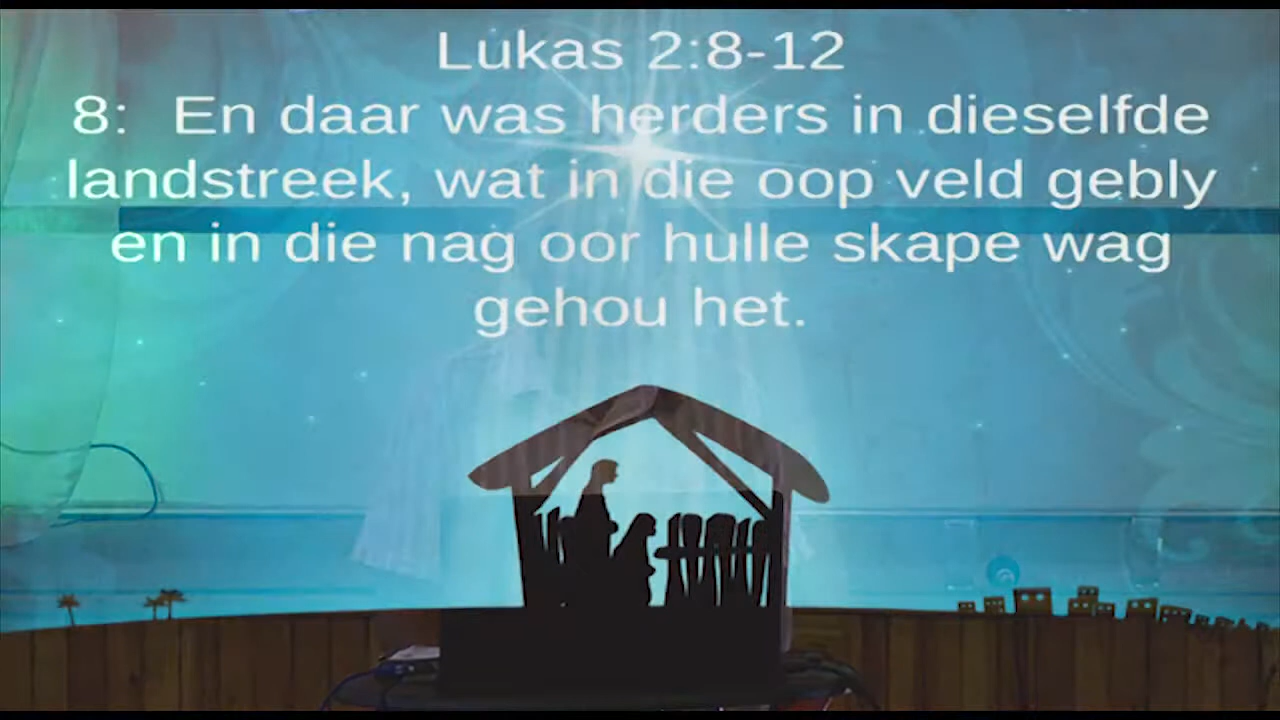 Lukas 2:8-12
8: En daar was herders in dieselfde
landstreek, wat in die oop veld gebly
en in die nag oor hulle skape wag
gehou het.